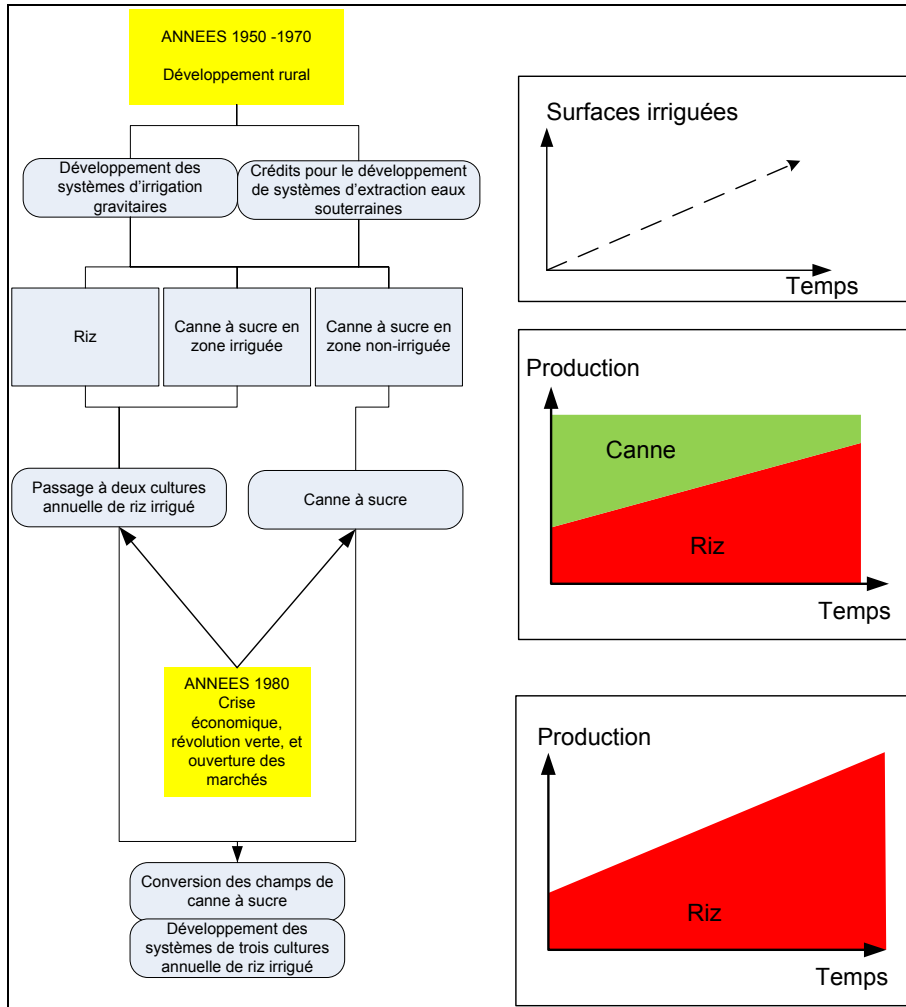 ANNEES 1950 -1970
Développement rural
Développement des
systèmes d'irrigation
gravitaires
Crédits pour le développement
de systèmes d'extraction eaux
souterraines
Riz
Canne à sucre en
zone irriguée
Canne à sucre en
zone non-irriguée
Passage à deux cultures
annuelle de riz irrigué
Canne à sucre
ANNEES 1980
Crise
économique,
révolution verte, et
ouverture des
marchés
Conversion des champs de
canne à sucre
Développement des
systèmes de trois cultures
annuelle de riz irrigué
Surfaces irriguées
Temps
Production
Canne
Riz
Temps
Production
Riz
Temps